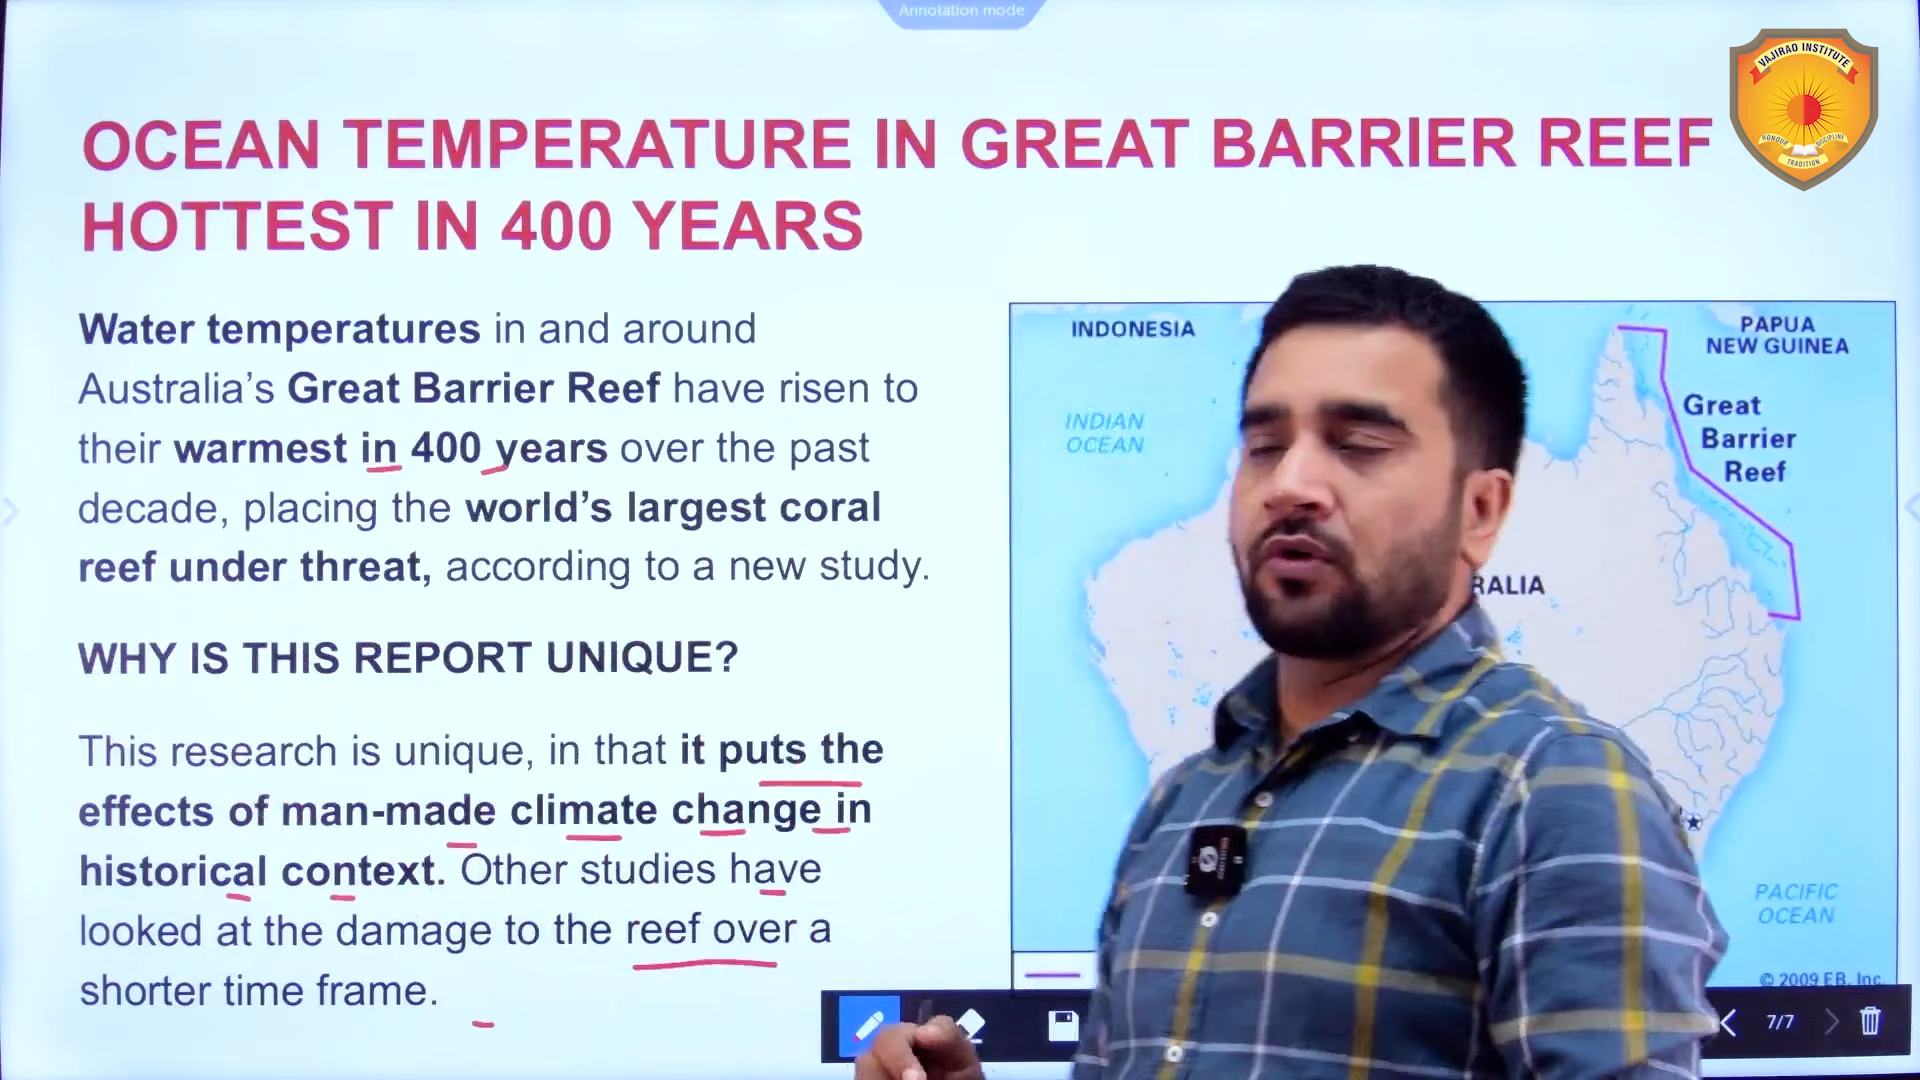 Annotation mode
VAJIRAO INSTITUTE
HONOUR
DISCIPLINE
TRADITION
OCEAN TEMPERATURE IN GREAT BARRIER REEF
HOTTEST IN 400 YEARS
Water temperatures in and around
Australia’s Great Barrier Reef have risen to
their warmest in 400 years over the past
decade, placing the world’s largest coral
reef under threat, according to a new study.
WHY IS THIS REPORT UNIQUE?
This research is unique, in that it puts the
effects of man-made climate change in
historical context. Other studies have
looked at the damage to the reef over a
shorter time frame.
INDONESIA
PAPUA
NEW GUINEA
INDIAN
OCEAN
Great
Barrier
Reef
RALIA
PACIFIC
OCEAN
© 2009 EB, Inc.
7/7